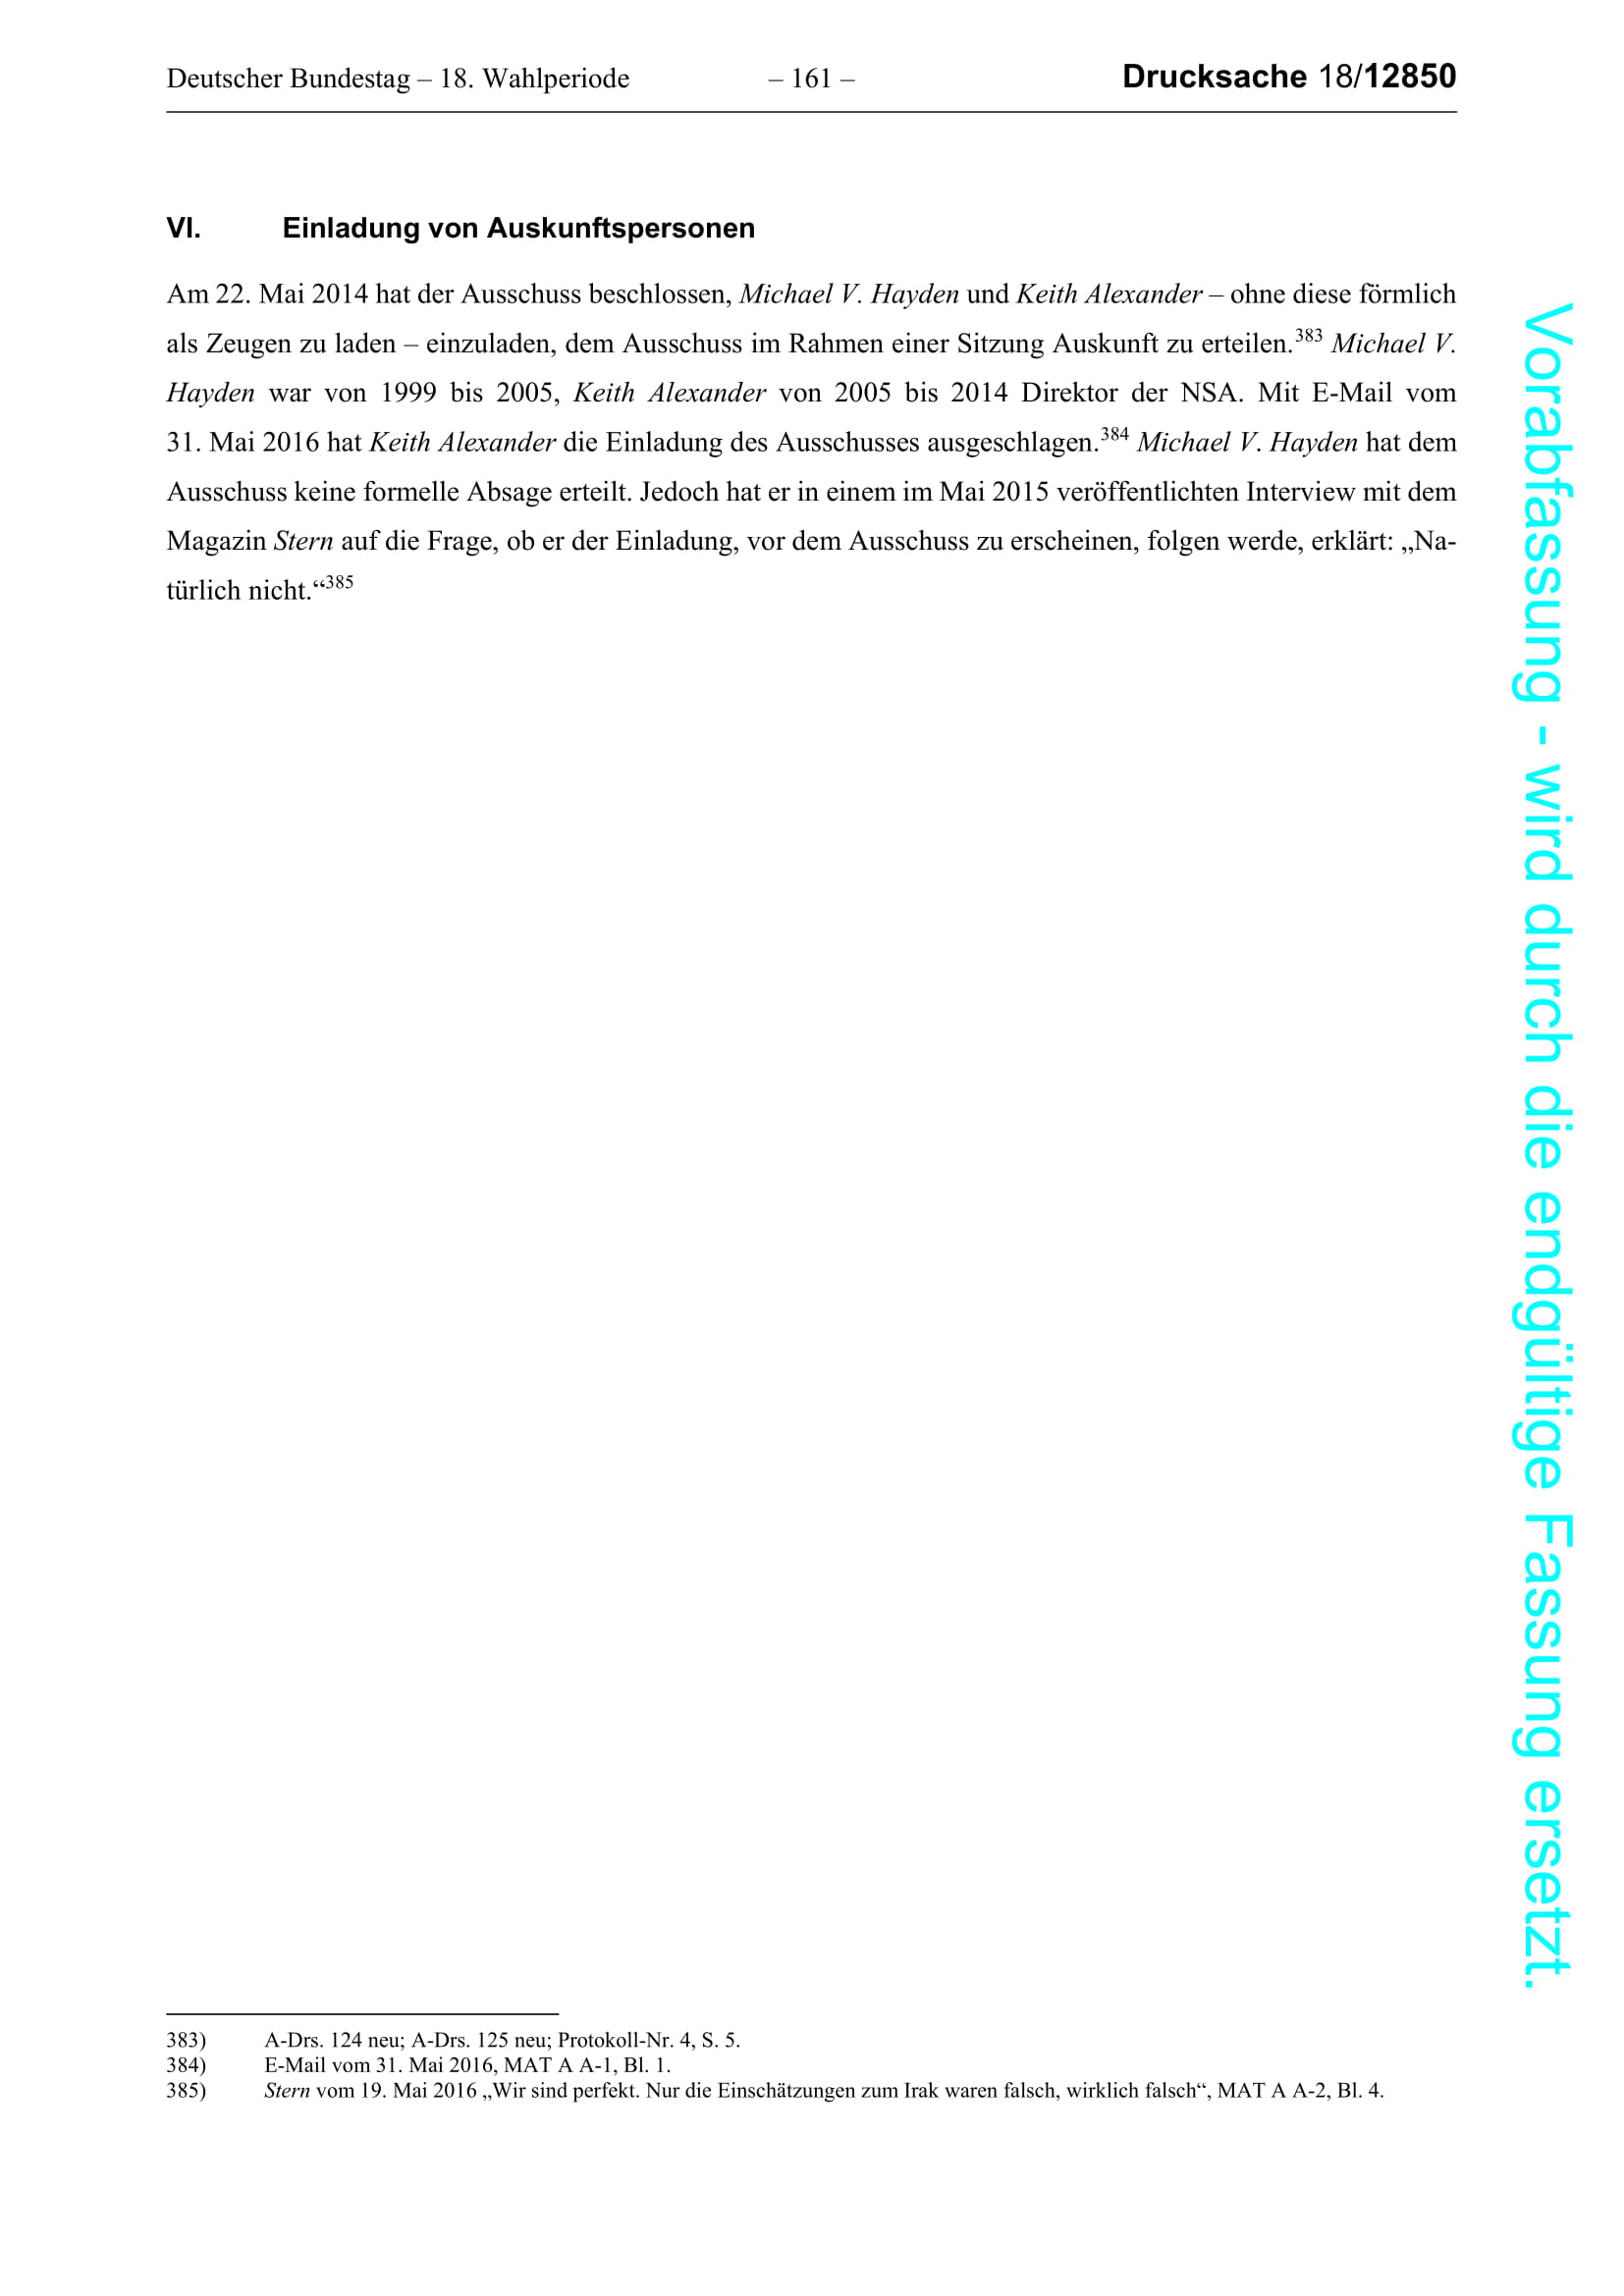 Deutscher Bundestag – 18. Wahlperiode – 161 – Drucksache 18/12850
VI. Einladung von Auskunftspersonen
Am 22. Mai 2014 hat der Ausschuss beschlossen, Michael V. Hayden und Keith Alexander – ohne diese förmlich
als Zeugen zu laden – einzuladen, dem Ausschuss im Rahmen einer Sitzung Auskunft zu erteilen.383 Michael V.
Hayden war von 1999 bis 2005, Keith Alexander von 2005 bis 2014 Direktor der NSA. Mit E-Mail vom
31. Mai 2016 hat Keith Alexander die Einladung des Ausschusses ausgeschlagen.384 Michael V. Hayden hat dem
Ausschuss keine formelle Absage erteilt. Jedoch hat er in einem im Mai 2015 veröffentlichten Interview mit dem
Magazin Stern auf die Frage, ob er der Einladung, vor dem Ausschuss zu erscheinen, folgen werde, erklärt: „Na-
türlich nicht.“385
383) A-Drs. 124 neu; A-Drs. 125 neu; Protokoll-Nr. 4, S. 5.
384) E-Mail vom 31. Mai 2016, MAT A A-1, Bl. 1.
385) Stern vom 19. Mai 2016 „Wir sind perfekt. Nur die Einschätzungen zum Irak waren falsch, wirklich falsch“, MAT A A-2, Bl. 4.
Vorabfassung - wird durch die endgültige Fassung ersetzt.